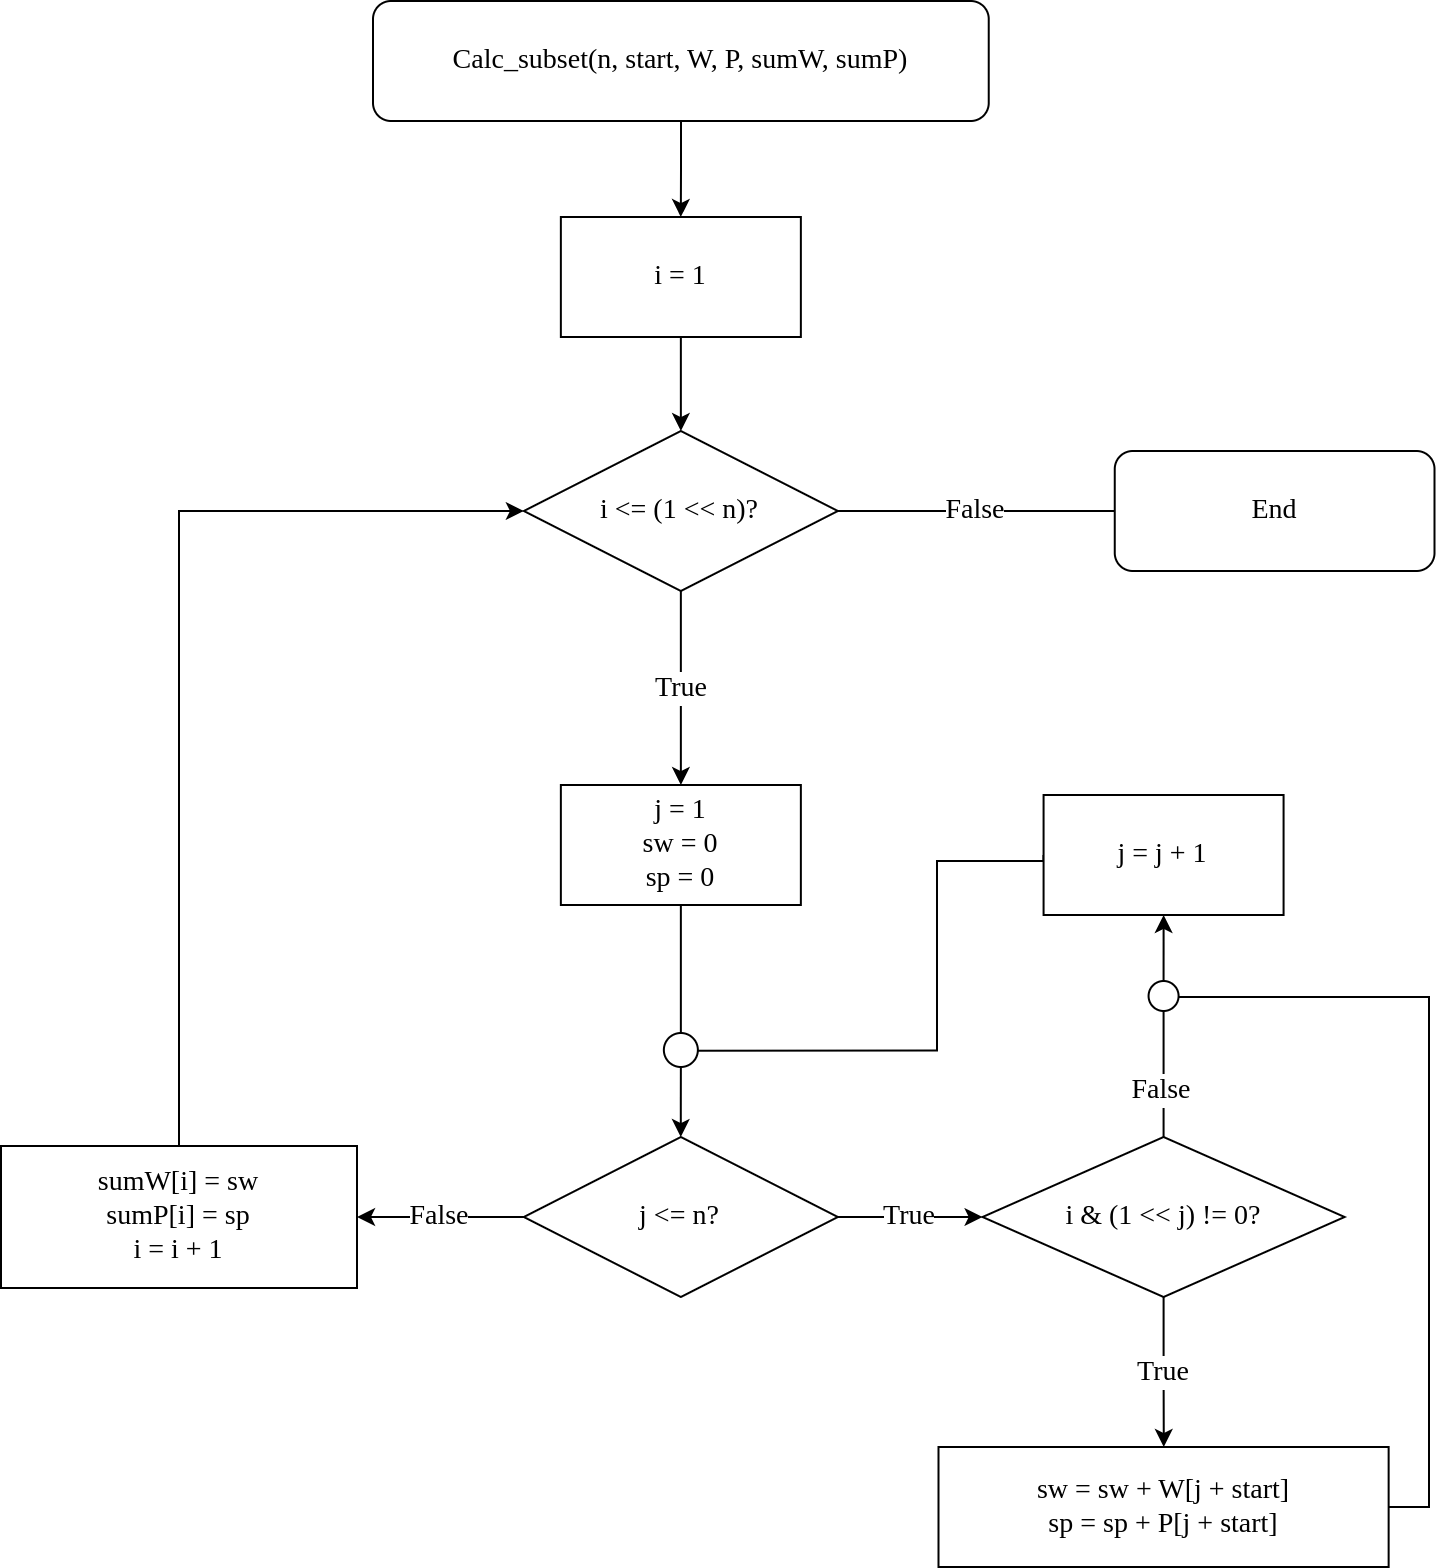 Calc_subset(n, start, W, P, sumW, sumP)
i = 1
i <= (1 << n)?
False
End
True
j = 1
sw = 0
sp = 0
j = j + 1
False
sumW[i] = sw
sumP[i] = sp
i = i + 1
False
j <= n?
True
i & (1 << j) != 0?
True
sw = sw + W[j + start]
sp = sp + P[j + start]